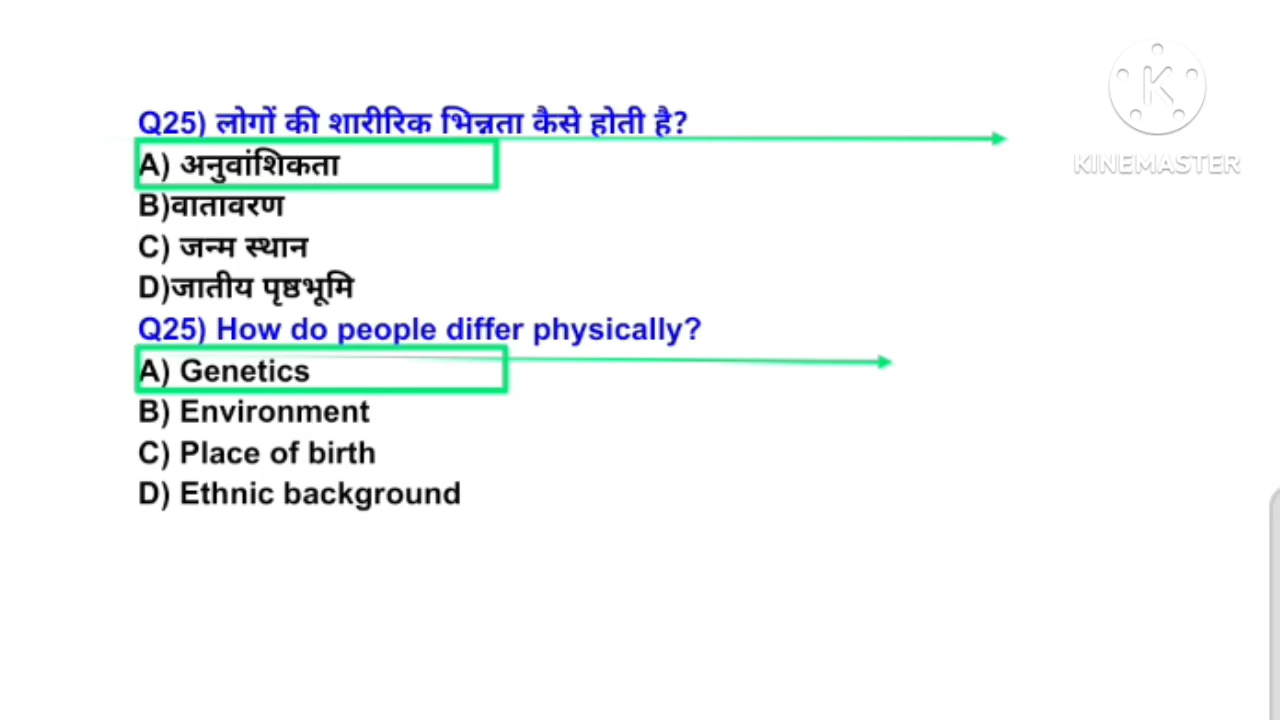 Q25) लोगों की शारीरिक भिन्नता कैसे होती है?
A) अनुवांशिकता
B)वातावरण
C) जन्म स्थान
D)जातीय पृष्ठभूमि
Q25) How do people differ physically?
A) Genetics
B) Environment
C) Place of birth
D) Ethnic background
K
KINEMASTER